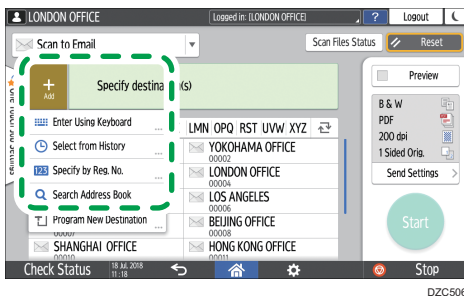 LONDON OFFICE
Logged in: [LONDON OFFICE]
?
Logout
Scan to Email
Scan Files Status
Reset
+
Add
Specify destina (s)
Preview
Enter Using Keyboard
...
LMN OPQ RST UVW XYZ
B & W
PDF
200 dpi
1 Sided Orig.
Select from History
...
YOKOHAMA OFFICE
00002
123 Specify by Reg. No.
...
LONDON OFFICE
00004
Send Settings >
Search Address Book
LOS ANGELES
00006
Program New Destination
...
00007
BEIJING OFFICE
00008
Start
SHANGHAI OFFICE
00010
HONG KONG OFFICE
00011
Check Status
18 Jul. 2018
11:18
Stop
DZC506